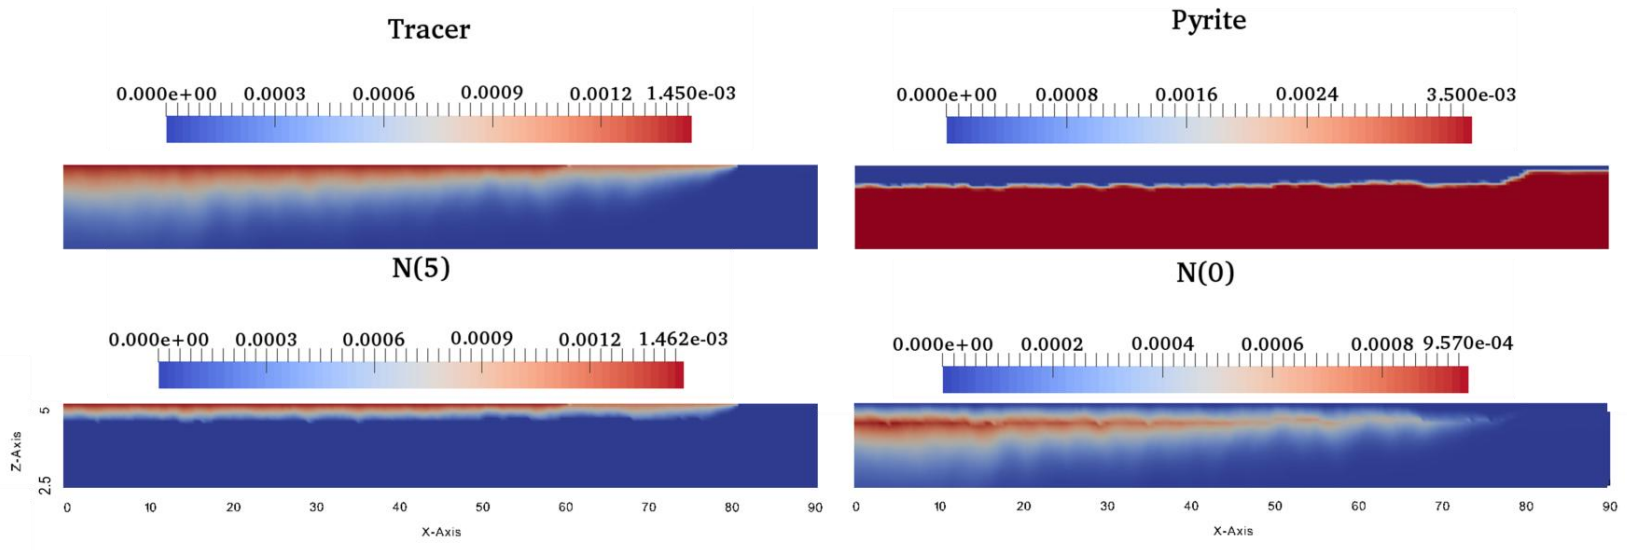 Tracer
0.000e+00 0.0003 0.0006 0.0009 0.0012 1.450e-03
Pyrite
0.000e+00 0.0008 0.0016 0.0024 3.500e-03
N(5)
0.000e+00 0.0003 0.0006 0.0009 0.0012 1.462e-03
5
Z-Axis
2.5
0 10 20 30 40 50 60 70 80 90
X-Axis
N(0)
0.000e+00 0.0002 0.0004 0.0006 0.0008 9.570e-04
0 10 20 30 40 50 60 70 80 90
X-Axis